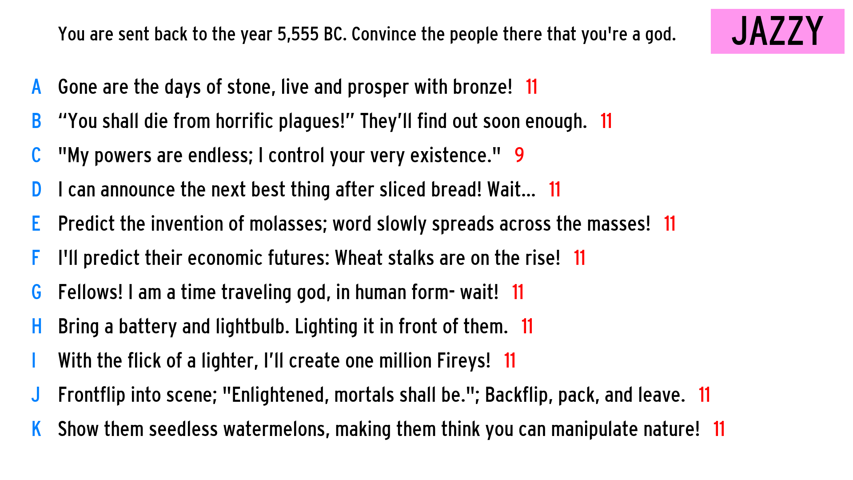 You are sent back to the year 5,555 BC. Convince the people there that you're a god.
JAZZY
A Gone are the days of stone, live and prosper with bronze! 11
B “You shall die from horrific plagues!” They’ll find out soon enough. 11
C "My powers are endless; I control your very existence." 9
D I can announce the next best thing after sliced bread! Wait... 11
E Predict the invention of molasses; word slowly spreads across the masses! 11
F I'll predict their economic futures: Wheat stalks are on the rise! 11
G Fellows! I am a time traveling god, in human form- wait! 11
H Bring a battery and lightbulb. Lighting it in front of them. 11
I With the flick of a lighter, I’ll create one million Fireys! 11
J Frontflip into scene; "Enlightened, mortals shall be."; Backflip, pack, and leave. 11
K Show them seedless watermelons, making them think you can manipulate nature! 11